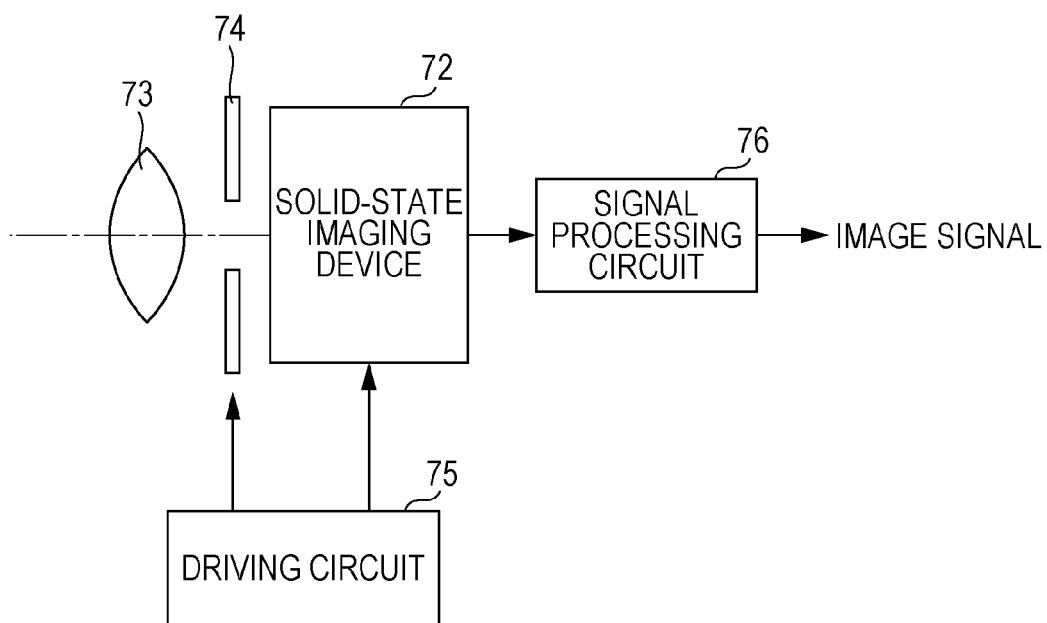 74
73
72
76
SOLID-STATE
IMAGING
DEVICE
SIGNAL
PROCESSING
CIRCUIT
IMAGE SIGNAL
75
DRIVING CIRCUIT